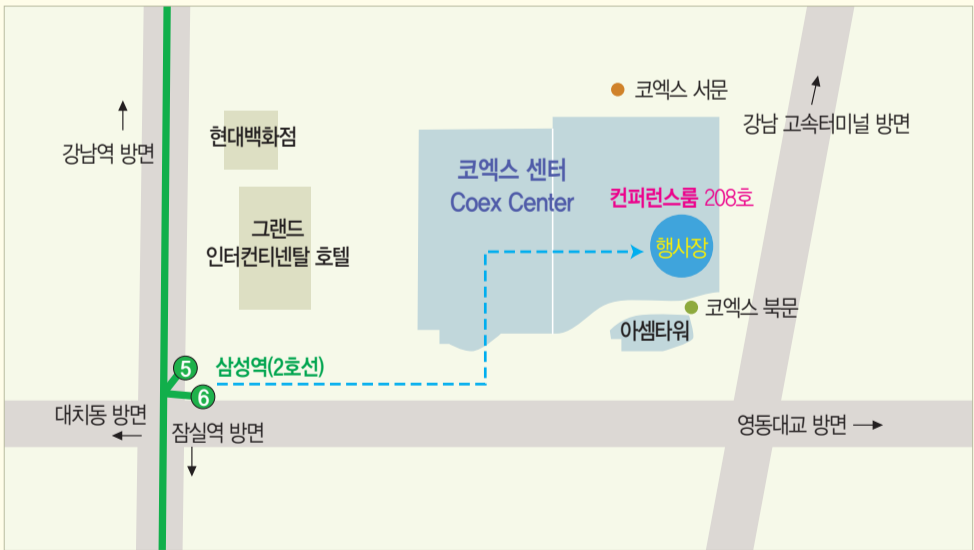 코엑스 서문
강남 고속터미널 방면
현대백화점
강남역 방면
코엑스 센터
Coex Center
컨퍼런스룸 208호
행사장
그랜드
인터컨티넨탈 호텔
코엑스 북문
아셈타워
삼성역(2호선)
5
6
대치동 방면
잠실역 방면
영동대교 방면